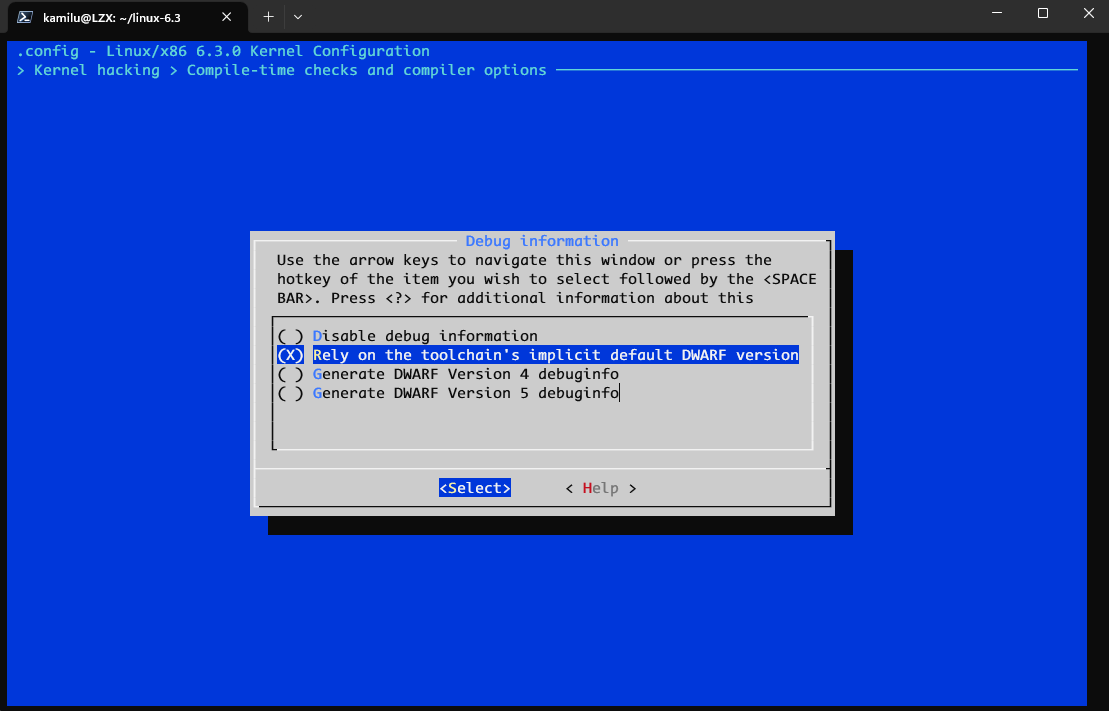 kamilu@LZX: ~/linux-6.3
.config - Linux/x86 6.3.0 Kernel Configuration
> Kernel hacking > Compile-time checks and compiler options
Debug information
Use the arrow keys to navigate this window or press the
hotkey of the item you wish to select followed by the <SPACE
BAR>. Press <?> for additional information about this
( ) Disable debug information
(X) Rely on the toolchain's implicit default DWARF version
( ) Generate DWARF Version 4 debuginfo
( ) Generate DWARF Version 5 debuginfo
<Select> < Help >